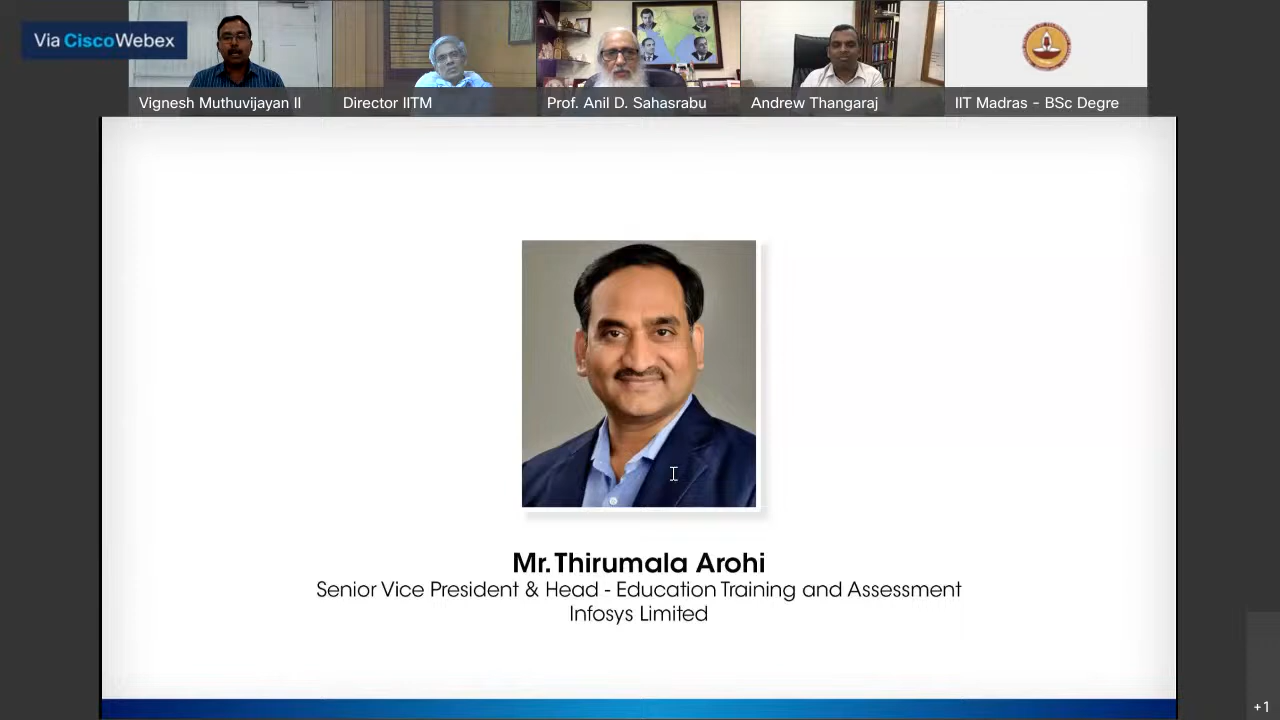 Via CiscoWebex
Vignesh Muthuvijayan II
Director IITM
Prof. Anil D. Sahasrabu
Andrew Thangaraj
IIT Madras - BSc Degre
Mr. Thirumala Arohi
Senior Vice President & Head - Education Training and Assessment
Infosys Limited
+1